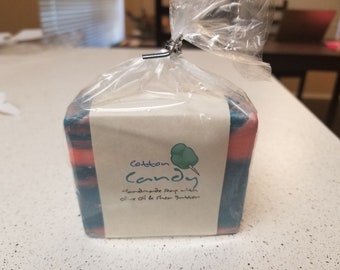 Cotton
Candy
Handmade Soap with
Olive Oil & Shea Butter